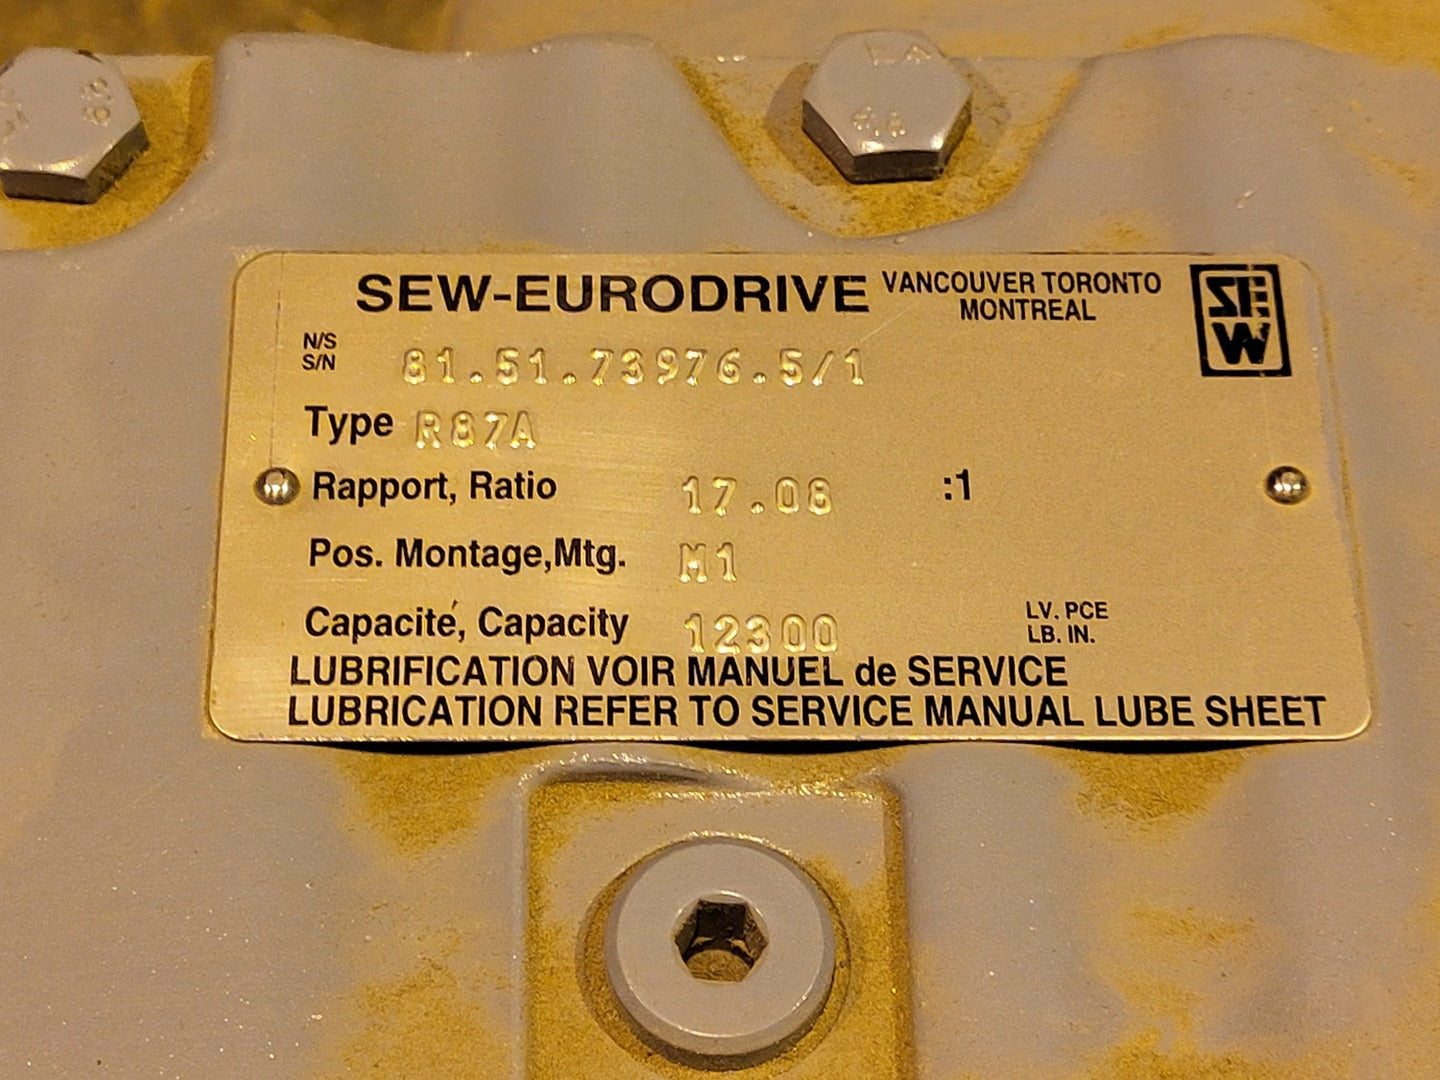 SEW-EURODRIVE VANCOUVER TORONTO MONTREAL
SEW
N/S
S/N 81.51.73976.5/1
Type R87A
Rapport, Ratio 17.08 :1
Pos. Montage,Mtg. M1
Capacité, Capacity 12300 LV. PCE
LB. IN.
LUBRIFICATION VOIR MANUEL de SERVICE
LUBRICATION REFER TO SERVICE MANUAL LUBE SHEET